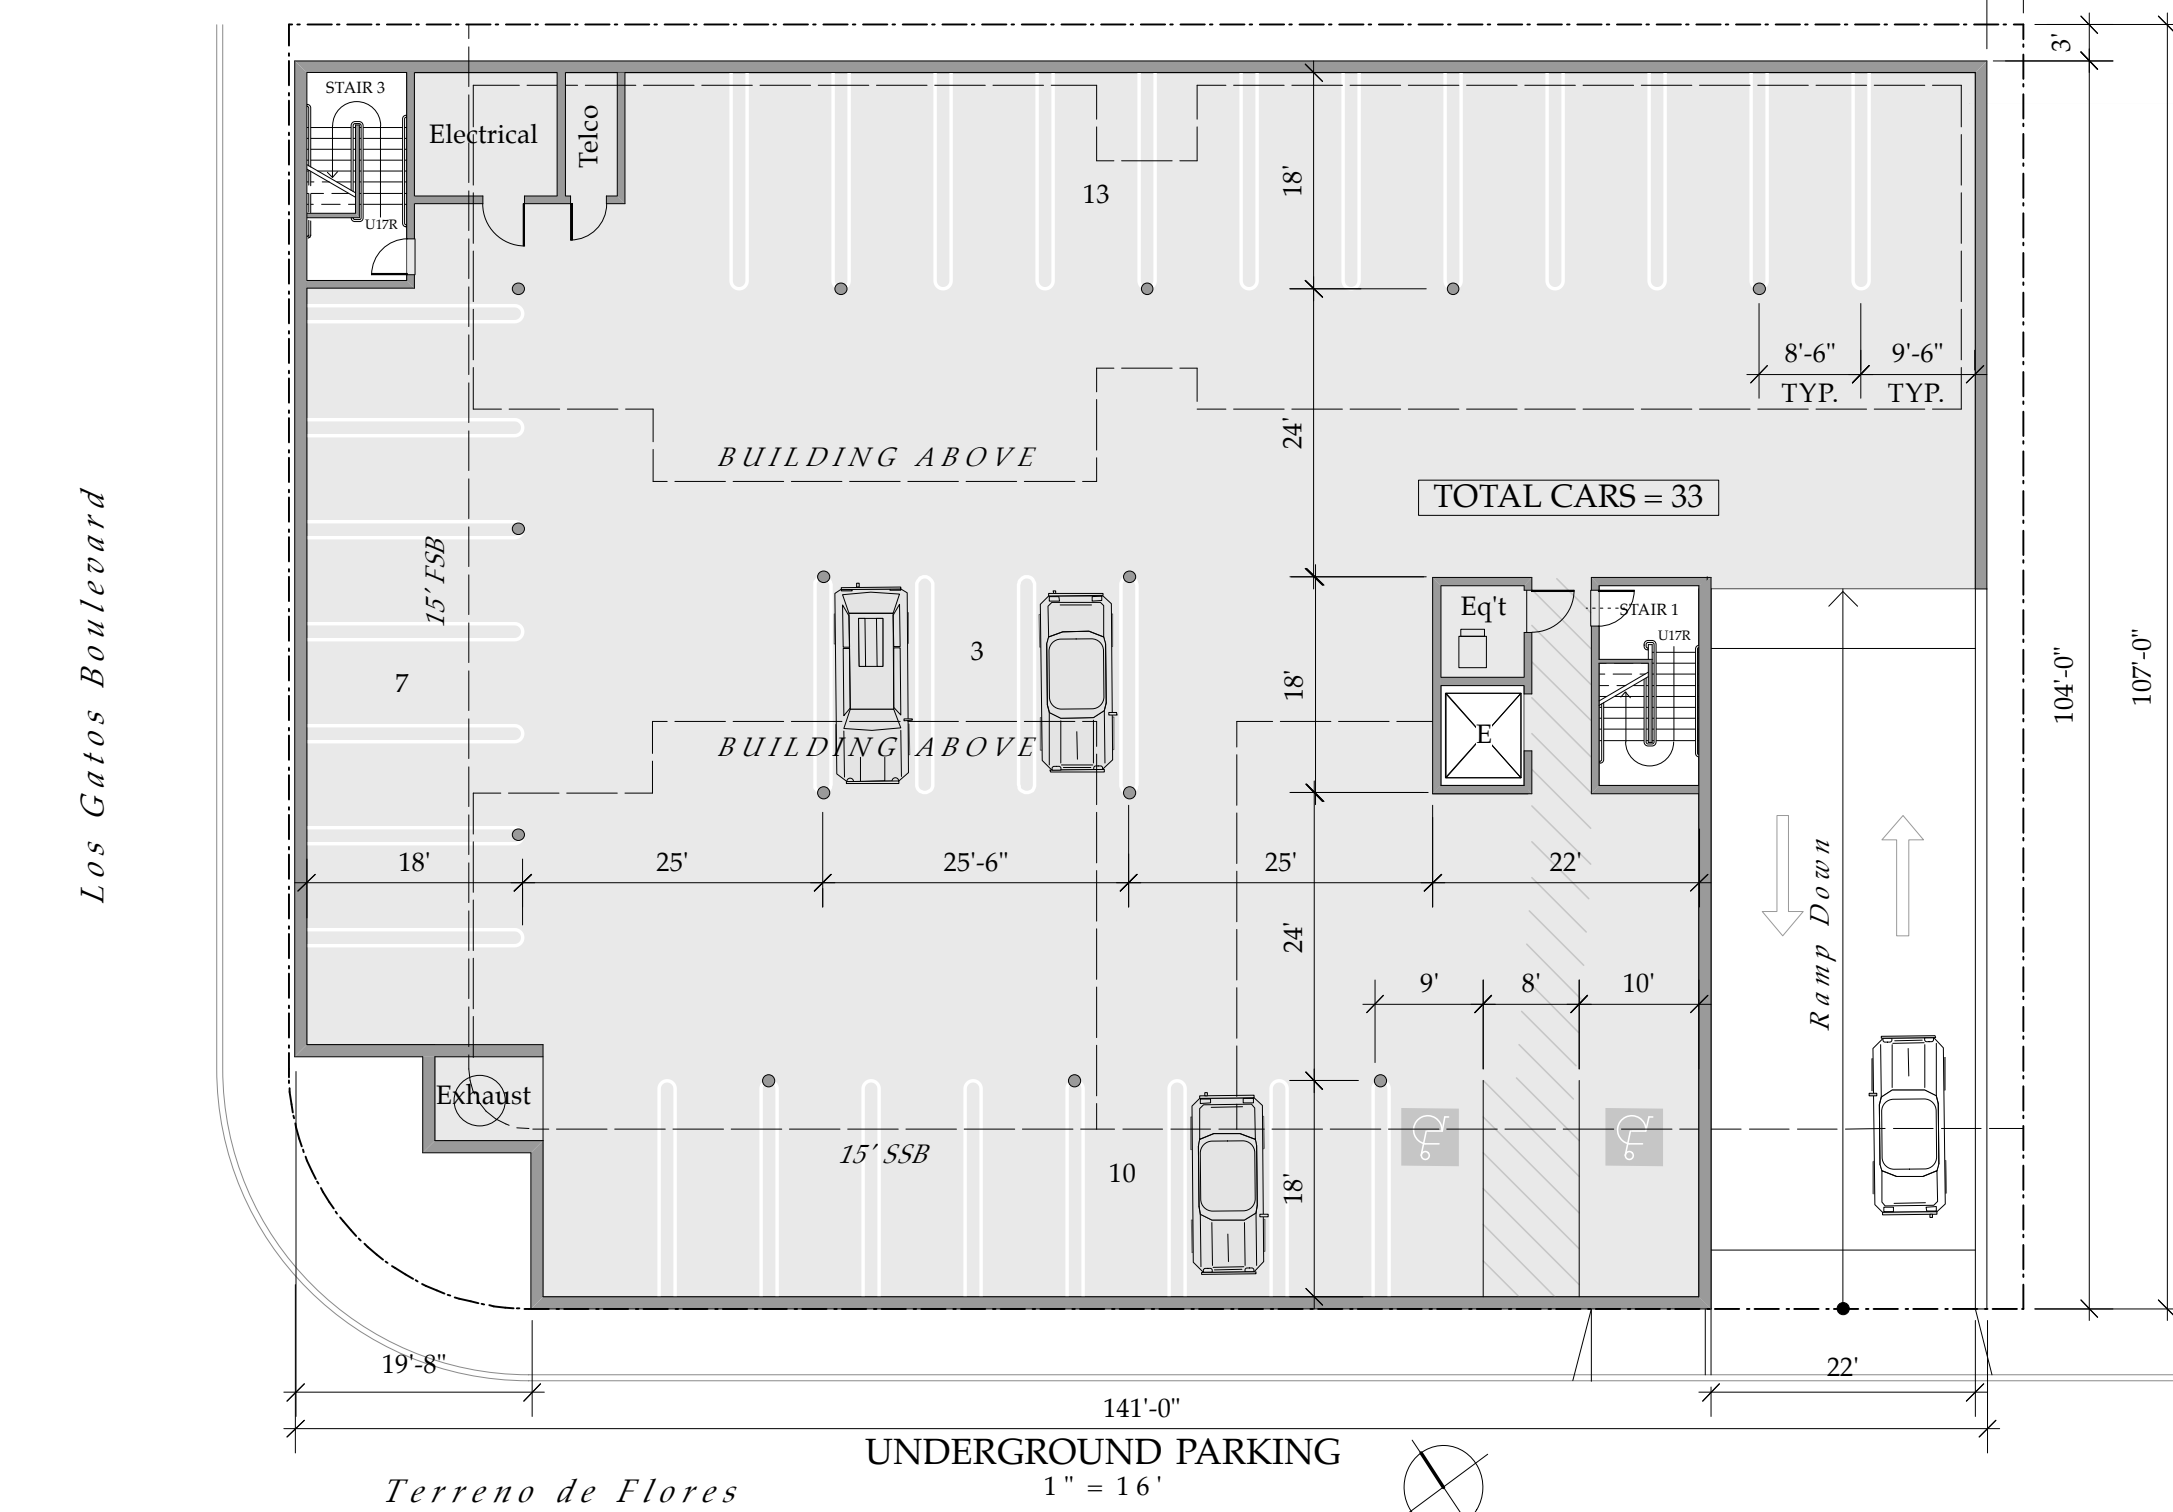 3'
STAIR 3
Electrical
Telco
U17R
13
18'
8'-6"
9'-6"
TYP.
TYP.
24'
BUILDING ABOVE
TOTAL CARS = 33
Los Gatos Boulevard
15' FSB
7
3
Eq't
STAIR 1
U17R
18'
E
BUILDING ABOVE
104'-0"
107'-0"
18'
25'
25'-6"
25'
22'
24'
Ramp Down
9'
8'
10'
Exhaust
15' SSB
10
18'
19'-8"
22'
141'-0"
UNDERGROUND PARKING
1" = 16'
Terreno de Flores